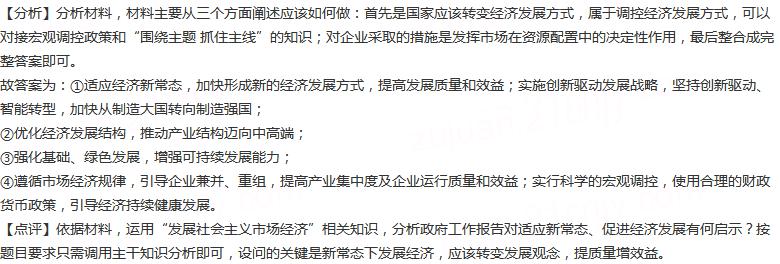 【分析】分析材料，材料主要从三个方面阐述应该如何做：首先是国家应该转变经济发展方式，属于调控经济发展方式，可以
对接宏观调控政策和“围绕主题 抓住主线”的知识；对企业采取的措施是发挥市场在资源配置中的决定性作用，最后整合成完
整答案即可。
故答案为：①适应经济新常态，加快形成新的经济发展方式，提高发展质量和效益；实施创新驱动发展战略，坚持创新驱动、
智能转型，加快从制造大国转向制造强国；
②优化经济发展结构，推动产业结构迈向中高端；
③强化基础、绿色发展，增强可持续发展能力；
④遵循市场经济规律，引导企业兼并、重组，提高产业集中度及企业运行质量和效益；实行科学的宏观调控，使用合理的财政
货币政策，引导经济持续健康发展。
【点评】依据材料，运用“发展社会主义市场经济”相关知识，分析政府工作报告对适应新常态、促进经济发展有何启示？按
题目要求只需调用主干知识分析即可，设问的关键是新常态下发展经济，应该转变发展观念，提质量增效益。